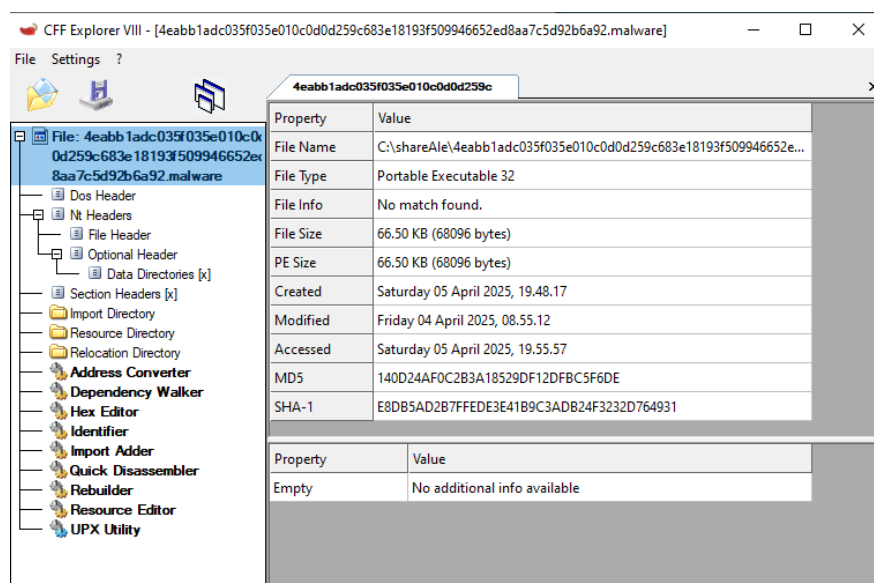 CFF Explorer VIII - [4eabb1adc035f035e010c0d0d259c683e18193f509946652ed8aa7c5d92b6a92.malware]
File Settings ?
4eabb1adc035f035e010c0d0d259c
File: 4eabb1adc035f035e010c0
0d259c683e18193f509946652e
8aa7c5d92b6a92.malware
Dos Header
Nt Headers
File Header
Optional Header
Data Directories [x]
Section Headers [x]
Import Directory
Resource Directory
Relocation Directory
Address Converter
Dependency Walker
Hex Editor
Identifier
Import Adder
Quick Disassembler
Rebuilder
Resource Editor
UPX Utility
Property Value
File Name C:\shareAle\4eabb1adc035f035e010c0d0d259c683e18193f509946652e...
File Type Portable Executable 32
File Info No match found.
File Size 66.50 KB (68096 bytes)
PE Size 66.50 KB (68096 bytes)
Created Saturday 05 April 2025, 19.48.17
Modified Friday 04 April 2025, 08.55.12
Accessed Saturday 05 April 2025, 19.55.57
MD5 140D24AF0C2B3A18529DF12DFBC5F6DE
SHA-1 E8DB5AD2B7FFEDE3E41B9C3ADB24F3232D764931
Property Value
Empty No additional info available